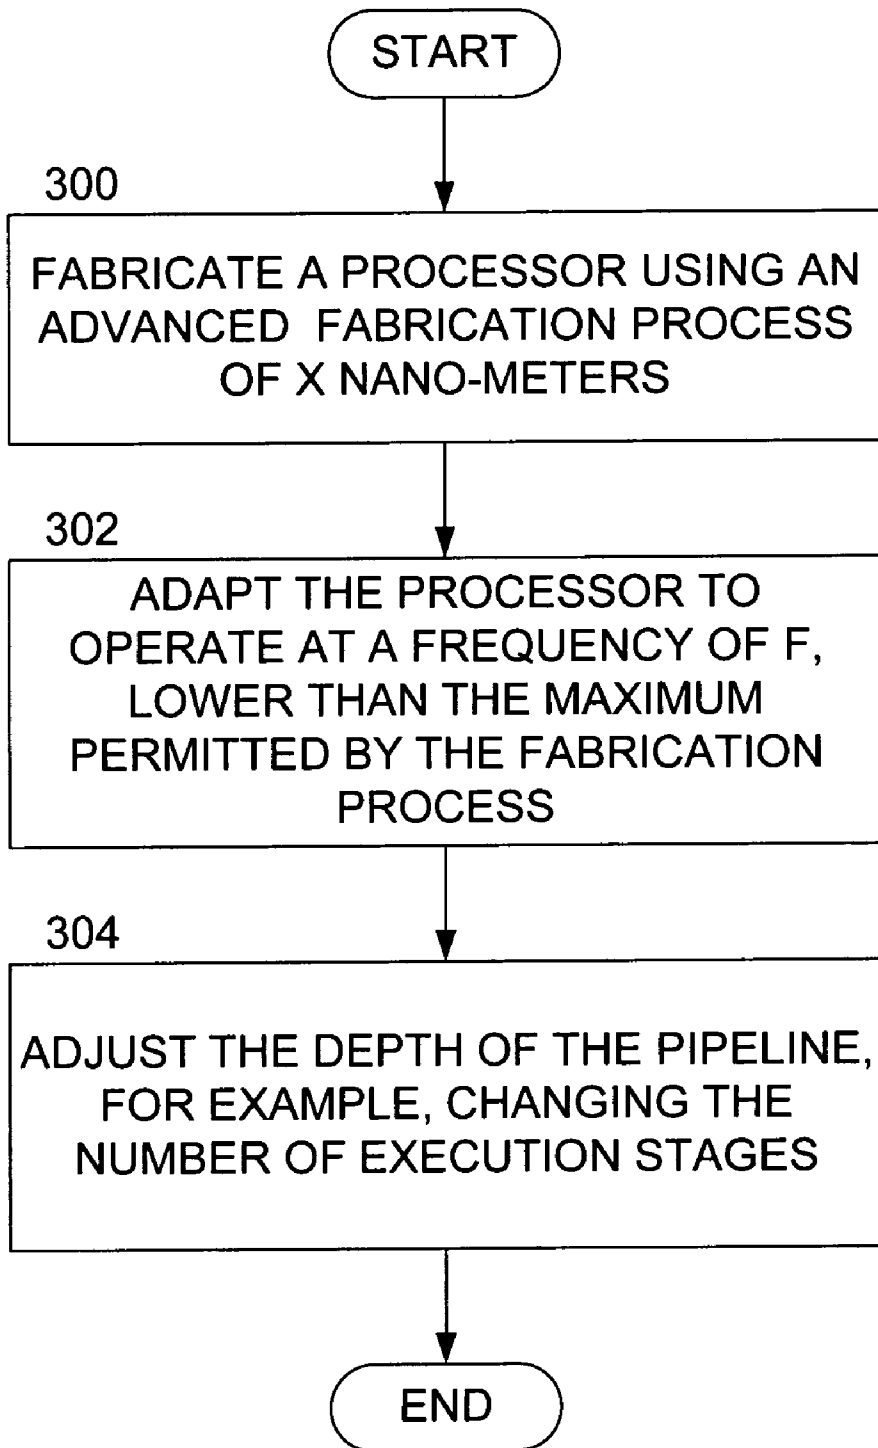 START
300
FABRICATE A PROCESSOR USING AN
ADVANCED FABRICATION PROCESS
OF X NANO-METERS
302
ADAPT THE PROCESSOR TO
OPERATE AT A FREQUENCY OF F,
LOWER THAN THE MAXIMUM
PERMITTED BY THE FABRICATION
PROCESS
304
ADJUST THE DEPTH OF THE PIPELINE,
FOR EXAMPLE, CHANGING THE
NUMBER OF EXECUTION STAGES
END